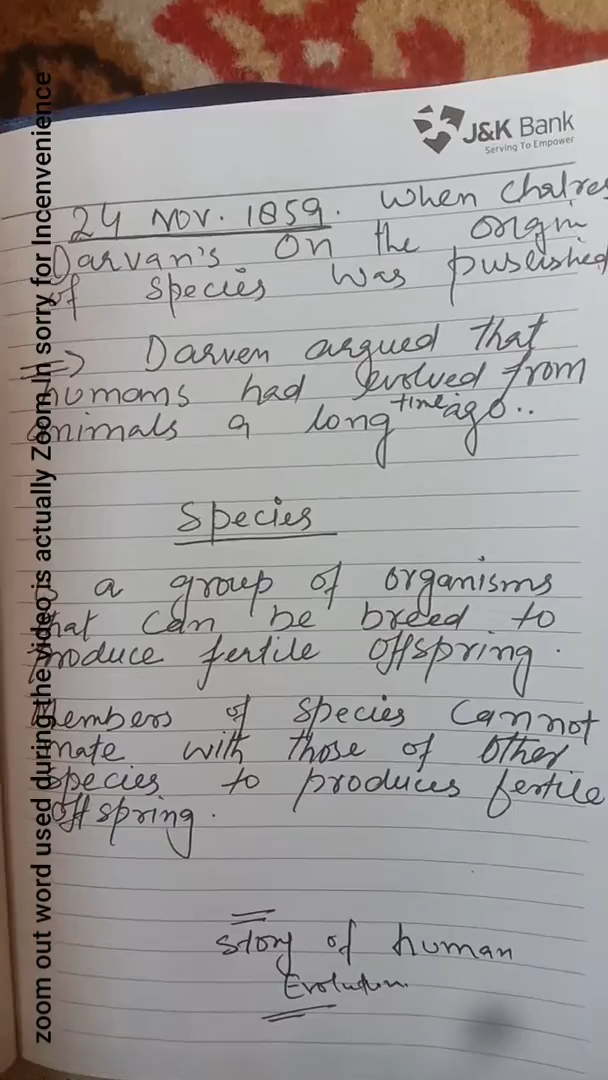 J&K Bank
Serving To Empower
24 Nov. 1859. When Chalres
Darvan's On the Orgin
of Species was pusblished
=> Darven argued that
humans had evolved from
animals a long time ago..
Species
is a group of organisms
that can be breed to
produce fertile offspring.
Members of species cannot
mate with those of other
species to produces fertile
offspring.
Story of human
Evolution.
zoom out word used during the video is actually Zoom In sorry for Incenvenience